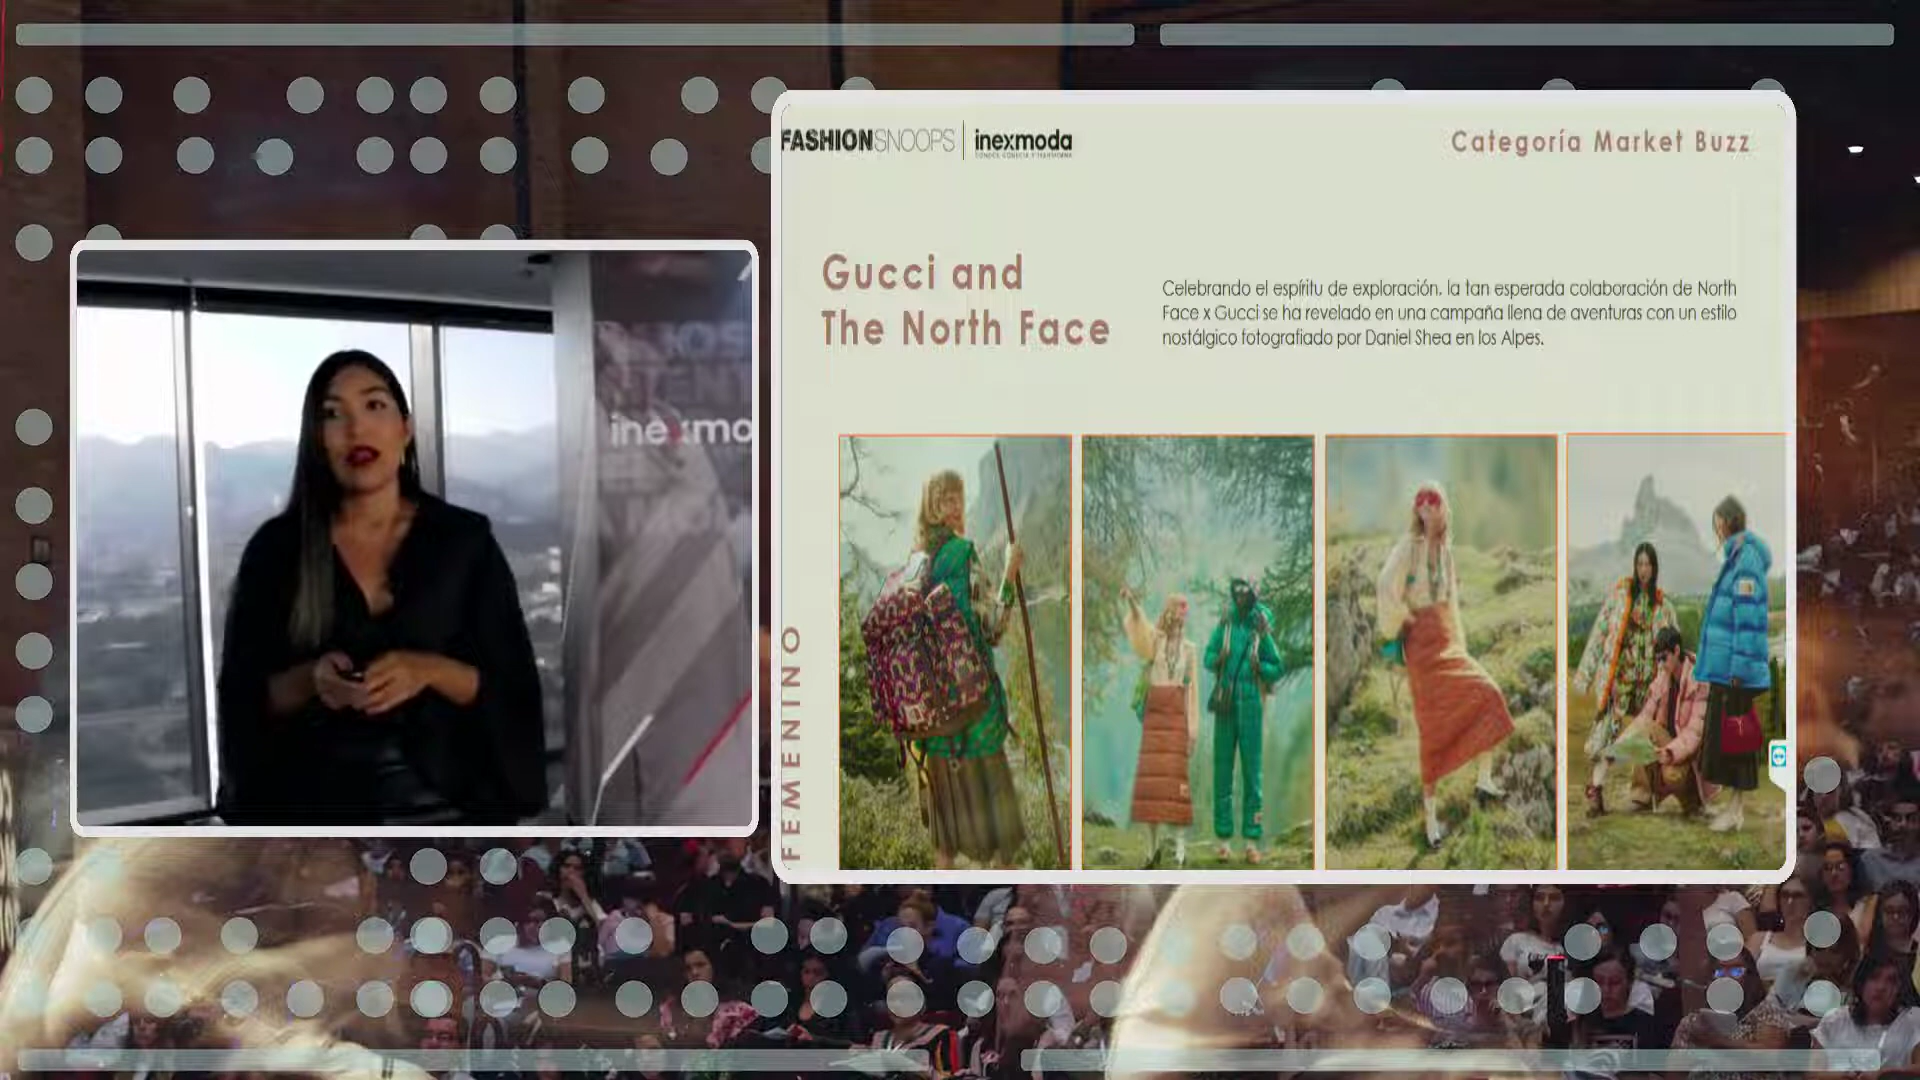 FASHIONSNOOPS
inexmoda
Categoría Market Buzz
Gucci and
The North Face
Celebrando el espíritu de exploración, la tan esperada colaboración de North
Face x Gucci se ha revelado en una campaña llena de aventuras con un estilo
nostálgico fotografiado por Daniel Shea en los Alpes.
FEMENINO
inexmo